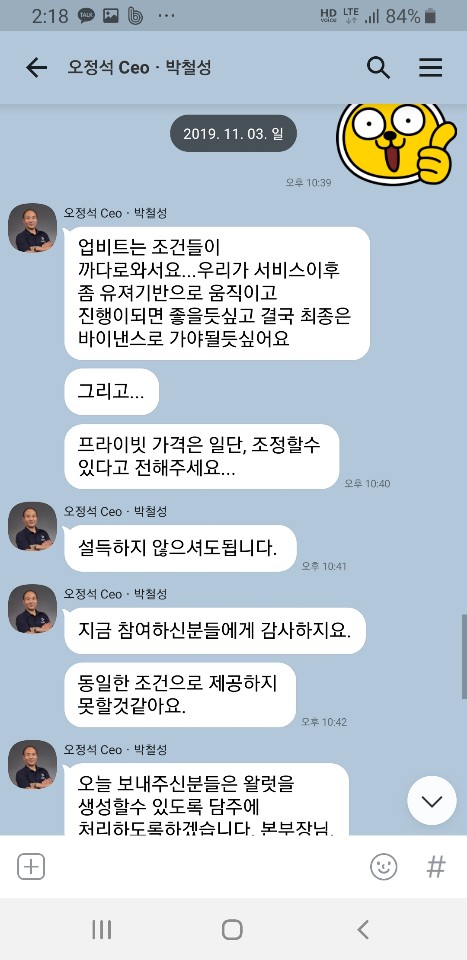 2:18 TALK ... HD voice LTE 84%
오정석 Ceo · 박철성
2019. 11. 03. 일
오후 10:39
오정석 Ceo · 박철성
업비트는 조건들이
까다로와서요...우리가 서비스이후
좀 유져기반으로 움직이고
진행이되면 좋을듯싶고 결국 최종은
바이낸스로 가야될듯싶어요
그리고...
프라이빗 가격은 일단, 조정할수
있다고 전해주세요...
오후 10:40
오정석 Ceo · 박철성
설득하지 않으셔도됩니다.
오후 10:41
오정석 Ceo · 박철성
지금 참여하신분들에게 감사하지요.
동일한 조건으로 제공하지
못할것같아요.
오후 10:42
오정석 Ceo · 박철성
오늘 보내주신분들은 왈럿을
생성할수 있도록 담주에
처리하도록하겠습니다. 본부장님.
#